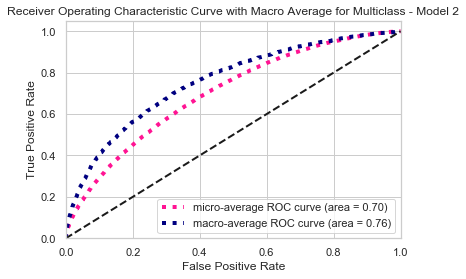 Receiver Operating Characteristic Curve with Macro Average for Multiclass - Model 2
True Positive Rate
1.0
0.8
0.6
0.4
0.2
0.0
micro-average ROC curve (area = 0.70)
macro-average ROC curve (area = 0.76)
0.0 0.2 0.4 0.6 0.8 1.0
False Positive Rate